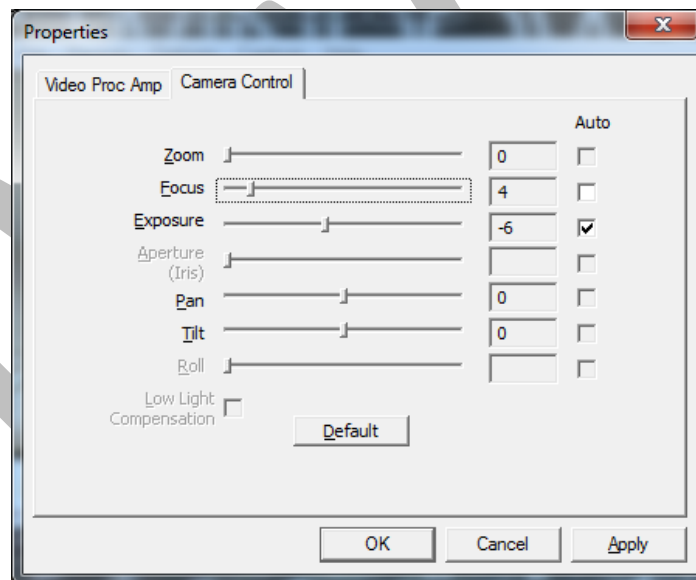 Properties
Video Proc Amp Camera Control
Auto
Zoom 0
Focus 4
Exposure -6
Aperture
(Iris)
Pan 0
Tilt 0
Roll
Low Light
Compensation
Default
OK Cancel Apply